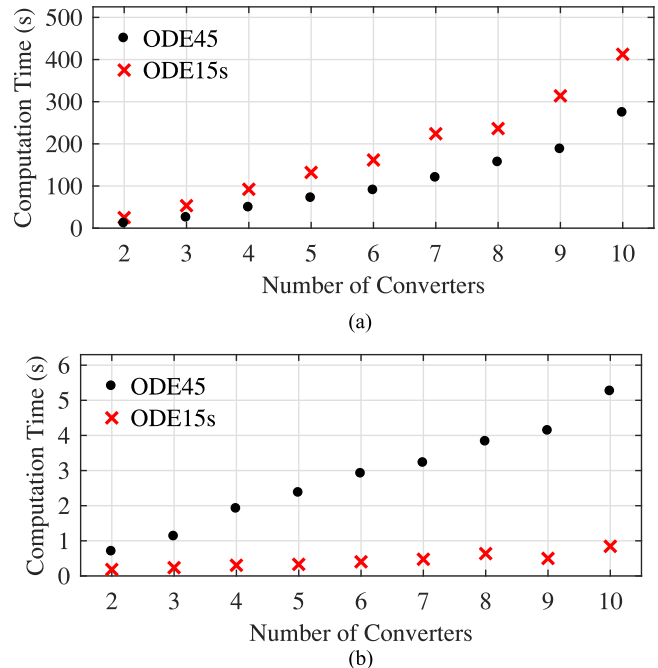 500
400
300
200
100
0
Computation Time (s)
ODE45
ODE15s
2 3 4 5 6 7 8 9 10
Number of Converters
(a)
6
5
4
3
2
1
0
Computation Time (s)
ODE45
ODE15s
2 3 4 5 6 7 8 9 10
Number of Converters
(b)